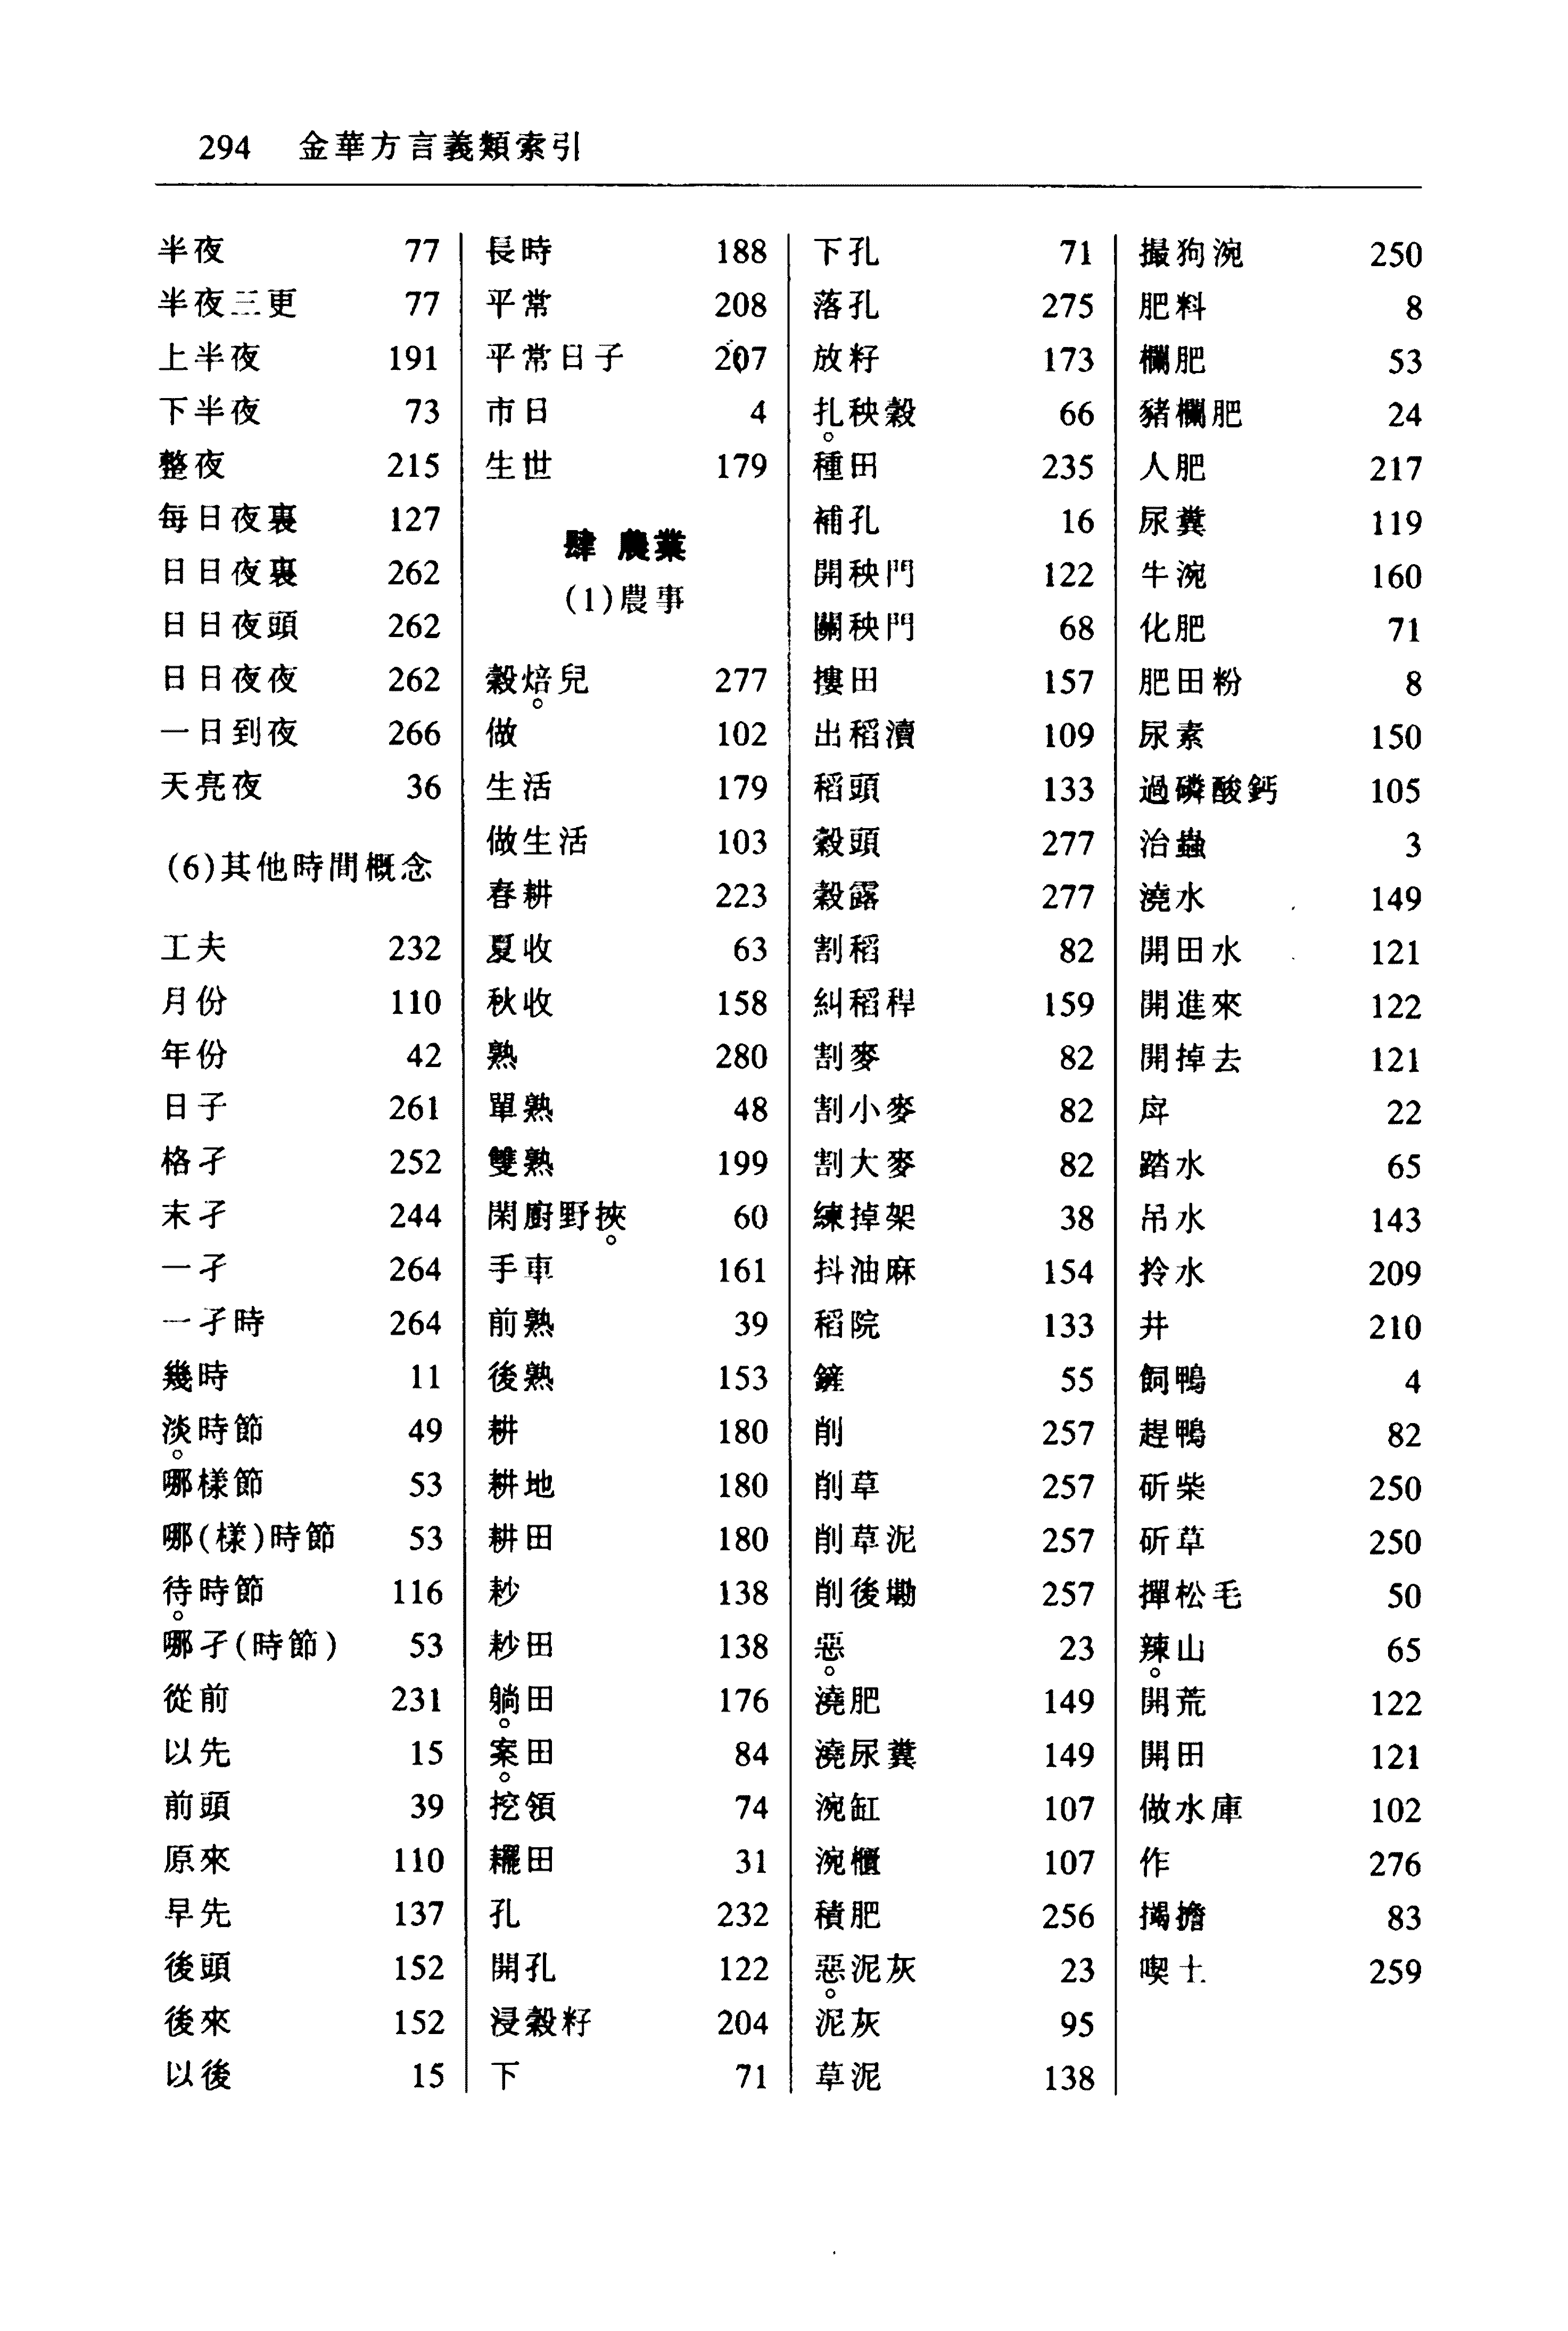 294 金華方言義類索引
半夜 77
半夜三更 77
上半夜 191
下半夜 73
整夜 215
每日夜裏 127
日日夜裏 262
日日夜頭 262
日日夜夜 262
一日到夜 266
天亮夜 36
(6)其他時間概念
工夫 232
月份 110
年份 42
日子 261
格孑 252
末孑 244
一孑 264
一孑時 264
幾時 11
淡時節 49
哪樣節 53
哪(樣)時節 53
待時節 116
哪孑(時節) 53
從前 231
以先 15
前頭 39
原來 110
早先 137
後頭 152
後來 152
以後 15
長時 188
平常 208
平常日子 207
市日 4
生世 179
肆 農業
(1)農事
穀焙兒 277
做 102
生活 179
做生活 103
春耕 223
夏收 63
秋收 158
熟 280
單熟 48
雙熟 199
閑廚野挾 60
手車 161
前熟 39
後熟 153
耕 180
耕地 180
耕田 180
耖 138
耖田 138
躺田 176
案田 84
挖領 74
糶田 31
孔 232
開孔 122
浸穀籽 204
下 71
下孔 71
落孔 275
放籽 173
扎秧穀 66
種田 235
補孔 16
開秧門 122
關秧門 68
摟田 157
出稻瀆 109
稻頭 133
穀頭 277
穀露 277
割稻 82
糾稻稈 159
割麥 82
割小麥 82
割大麥 82
練掉架 38
抖油麻 154
稻院 133
鏟 55
削 257
削草 257
削草泥 257
削後塝 257
惡 23
澆肥 149
澆尿糞 149
涴缸 107
涴櫃 107
積肥 256
惡泥灰 23
泥灰 95
草泥 138
撮狗涴 250
肥料 8
欄肥 53
豬欄肥 24
人肥 217
尿糞 119
牛涴 160
化肥 71
肥田粉 8
尿素 150
過磷酸鈣 105
治蟲 3
澆水 149
開田水 121
開進來 122
開掉去 121
戽 22
踏水 65
吊水 143
拎水 209
井 210
飼鴨 4
趕鴨 82
斫柴 250
斫草 250
撣松毛 50
辣山 65
開荒 122
開田 121
做水庫 102
作 276
揭擔 83
喫土 259